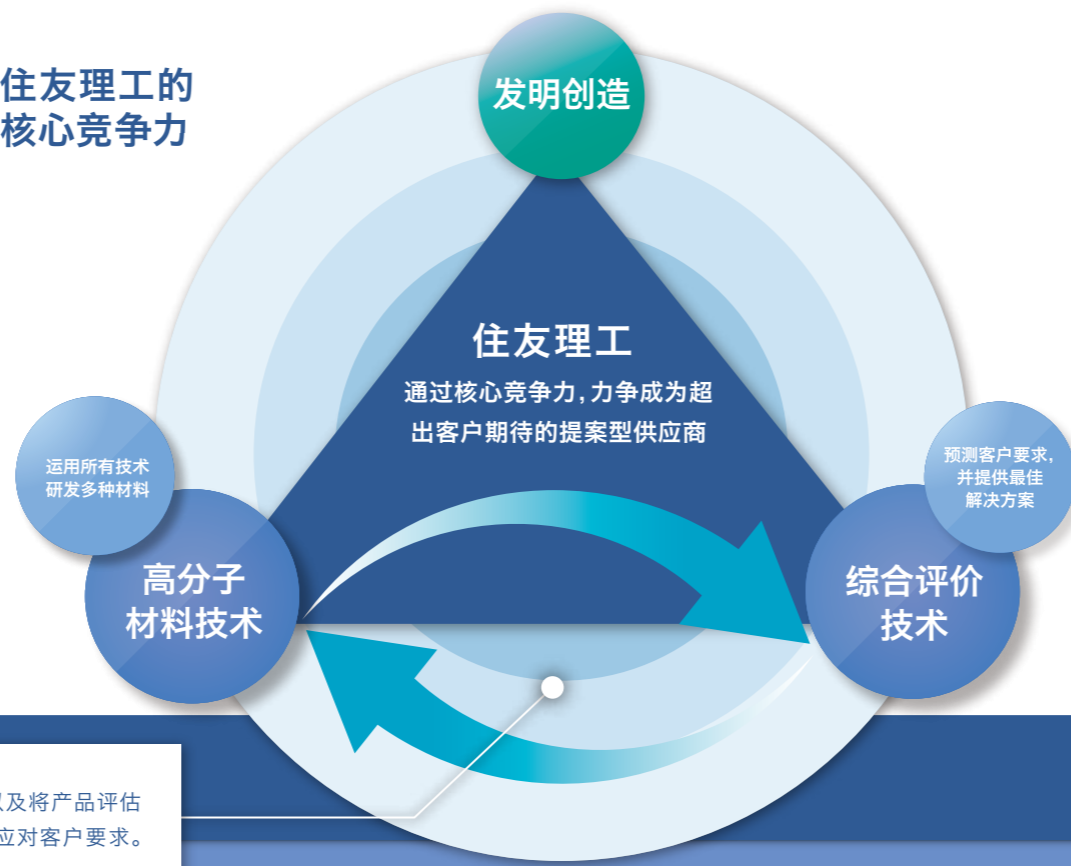 住友理工的
核心竞争力
发明创造
住友理工
通过核心竞争力，力争成为超
出客户期待的提案型供应商
运用所有技术
研发多种材料
高分子
材料技术
预测客户要求，
并提供最佳
解决方案
综合评价
技术
以及将产品评估
应对客户要求。